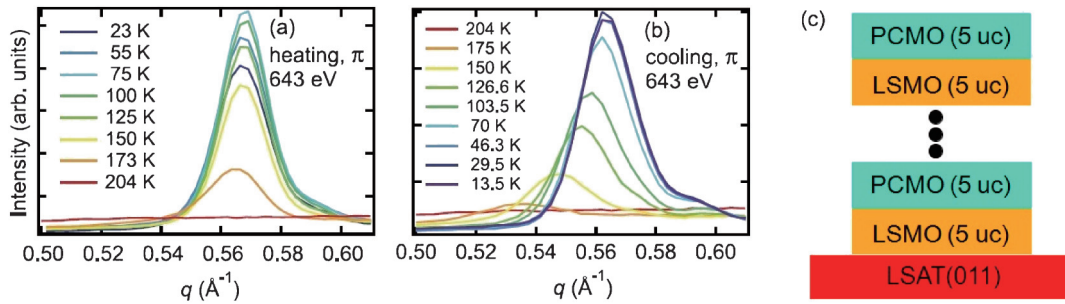 (a)
heating, π
643 eV
23 K
55 K
75 K
100 K
125 K
150 K
173 K
204 K
Intensity (arb. units)
0.50 0.52 0.54 0.56 0.58 0.60
q (Å⁻¹)
(b)
cooling, π
643 eV
204 K
175 K
150 K
126.6 K
103.5 K
70 K
46.3 K
29.5 K
13.5 K
0.50 0.52 0.54 0.56 0.58 0.60
q (Å⁻¹)
(c)
PCMO (5 uc)
LSMO (5 uc)
PCMO (5 uc)
LSMO (5 uc)
LSAT(011)